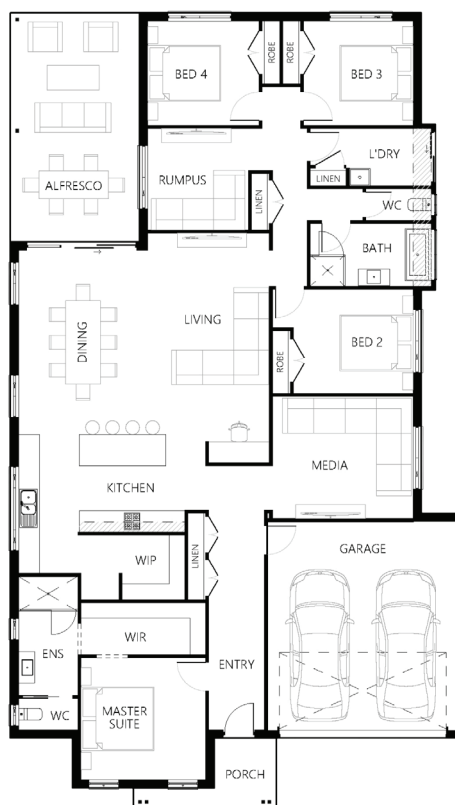 BED 4
ROBE
ROBE
BED 3
RUMPUS
L'DRY
LINEN
ALFRESCO
LINEN
WC
BATH
DINING
LIVING
BED 2
ROBE
MEDIA
KITCHEN
GARAGE
WIP
LINEN
WIR
ENS
ENTRY
MASTER
SUITE
WC
PORCH